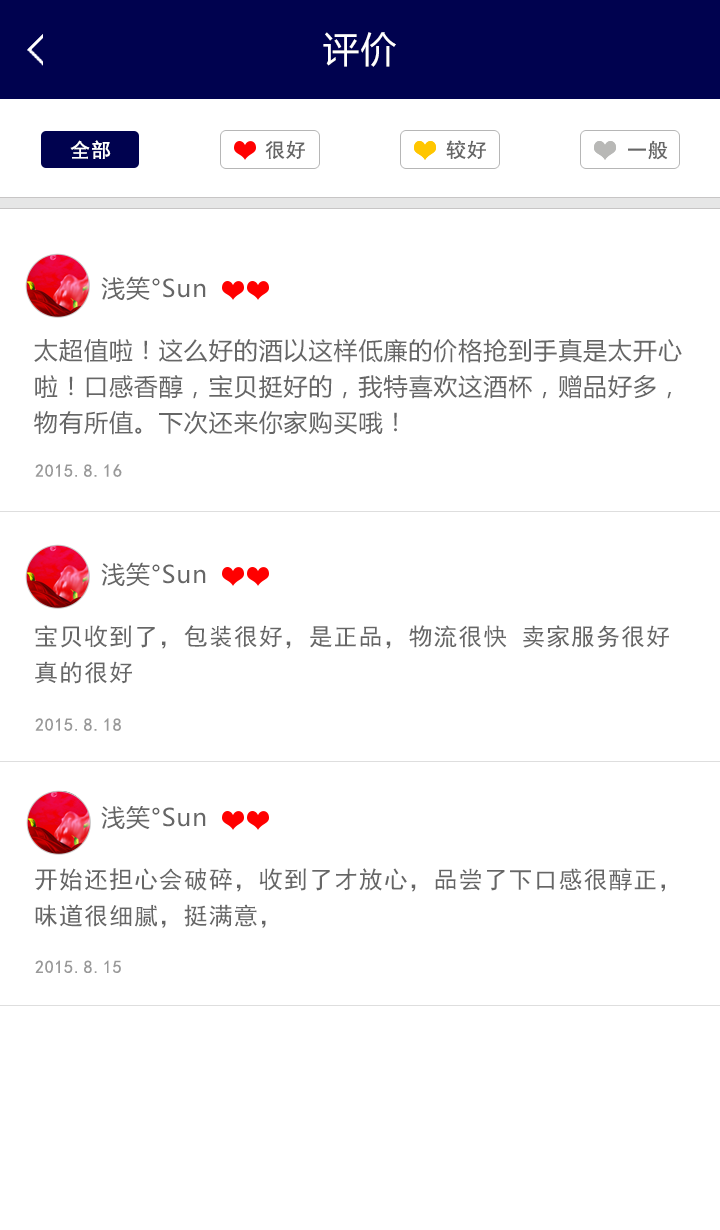 评价
全部 很好 较好 一般
浅笑°Sun
太超值啦！这么好的酒以这样低廉的价格抢到手真是太开心
啦！口感香醇，宝贝挺好的，我特喜欢这酒杯，赠品好多，
物有所值。下次还来你家购买哦！
2015.8.16
浅笑°Sun
宝贝收到了，包装很好，是正品，物流很快 卖家服务很好
真的很好
2015.8.18
浅笑°Sun
开始还担心会破碎，收到了才放心，品尝了下口感很醇正，
味道很细腻，挺满意，
2015.8.15